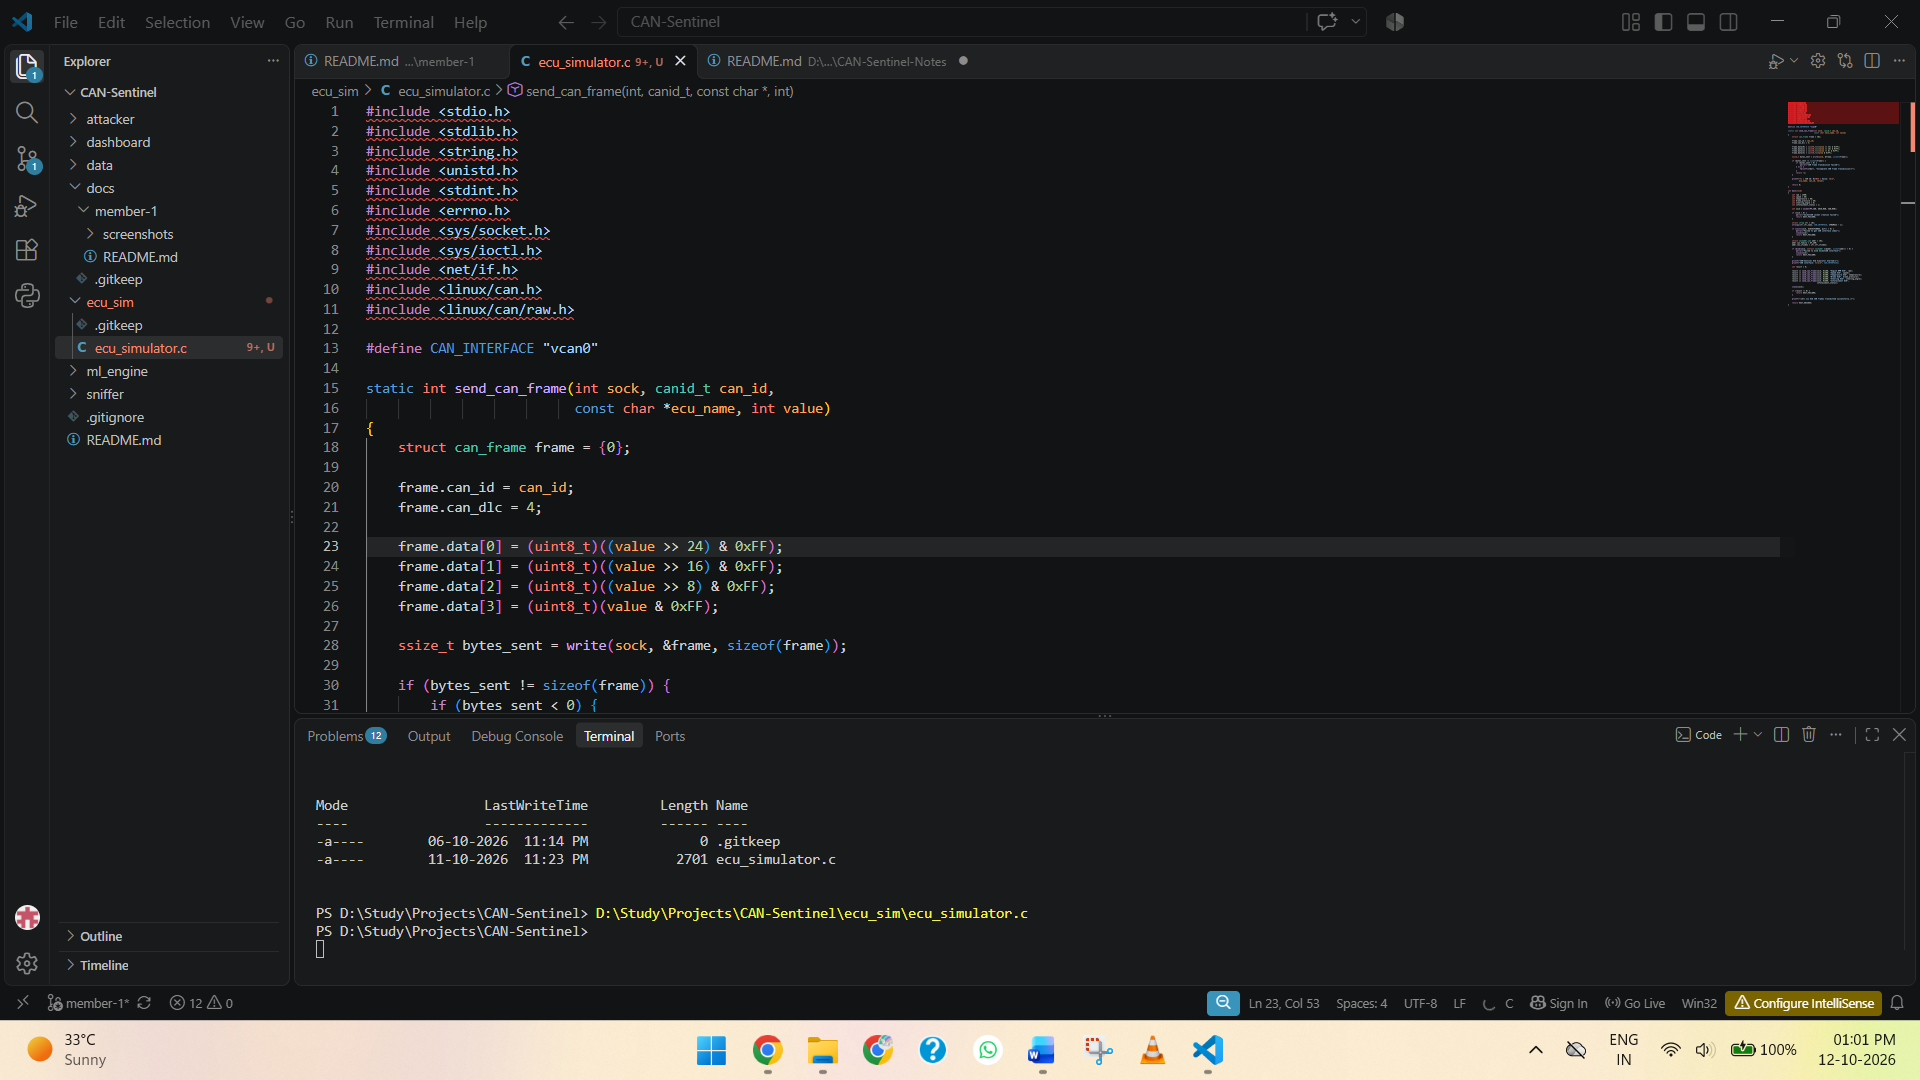 File Edit Selection View Go Run Terminal Help
CAN-Sentinel
Explorer
CAN-Sentinel
attacker
dashboard
data
docs
member-1
screenshots
README.md
.gitkeep
ecu_sim
.gitkeep
ecu_simulator.c 9+, U
ml_engine
sniffer
.gitignore
README.md
Outline
Timeline
1
1
README.md ...\member-1
ecu_simulator.c 9+, U
README.md D:\...\CAN-Sentinel-Notes
ecu_sim > C ecu_simulator.c > send_can_frame(int, canid_t, const char *, int)
1 #include <stdio.h>
2 #include <stdlib.h>
3 #include <string.h>
4 #include <unistd.h>
5 #include <stdint.h>
6 #include <errno.h>
7 #include <sys/socket.h>
8 #include <sys/ioctl.h>
9 #include <net/if.h>
10 #include <linux/can.h>
11 #include <linux/can/raw.h>
12
13 #define CAN_INTERFACE "vcan0"
14
15 static int send_can_frame(int sock, canid_t can_id,
16 const char *ecu_name, int value)
17 {
18 struct can_frame frame = {0};
19
20 frame.can_id = can_id;
21 frame.can_dlc = 4;
22
23 frame.data[0] = (uint8_t)((value >> 24) & 0xFF);
24 frame.data[1] = (uint8_t)((value >> 16) & 0xFF);
25 frame.data[2] = (uint8_t)((value >> 8) & 0xFF);
26 frame.data[3] = (uint8_t)(value & 0xFF);
27
28 ssize_t bytes_sent = write(sock, &frame, sizeof(frame));
29
30 if (bytes_sent != sizeof(frame)) {
31 if (bytes_sent < 0) {
Problems 12 Output Debug Console Terminal Ports
Code
Mode LastWriteTime Length Name
---- ------------- ------ ----
-a---- 06-10-2026 11:14 PM 0 .gitkeep
-a---- 11-10-2026 11:23 PM 2701 ecu_simulator.c
PS D:\Study\Projects\CAN-Sentinel> D:\Study\Projects\CAN-Sentinel\ecu_sim\ecu_simulator.c
PS D:\Study\Projects\CAN-Sentinel>
member-1* 12 0
Ln 23, Col 53 Spaces: 4 UTF-8 LF C Sign In Go Live Win32 Configure IntelliSense
33°C
Sunny
ENG
IN
100%
01:01 PM
12-10-2026